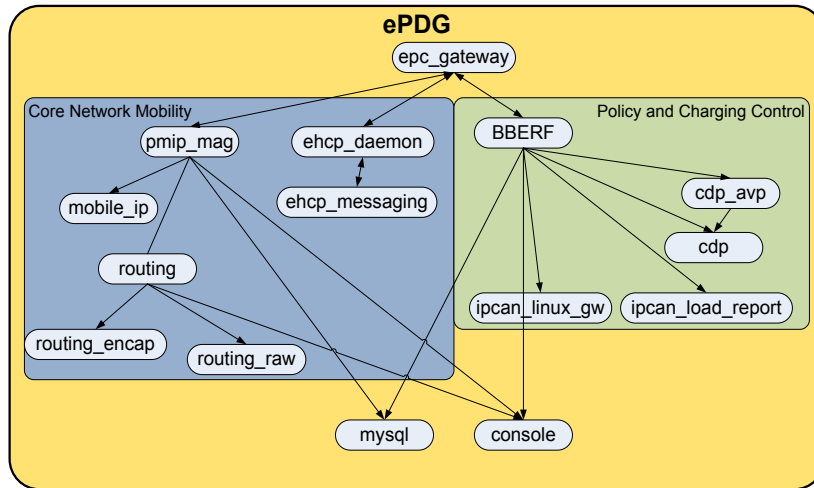 ePDG
epc_gateway
Core Network Mobility
Policy and Charging Control
pmip_mag
ehcp_daemon
BBERF
mobile_ip
ehcp_messaging
cdp_avp
cdp
routing
ipcan_linux_gw
ipcan_load_report
routing_encap
routing_raw
mysql
console